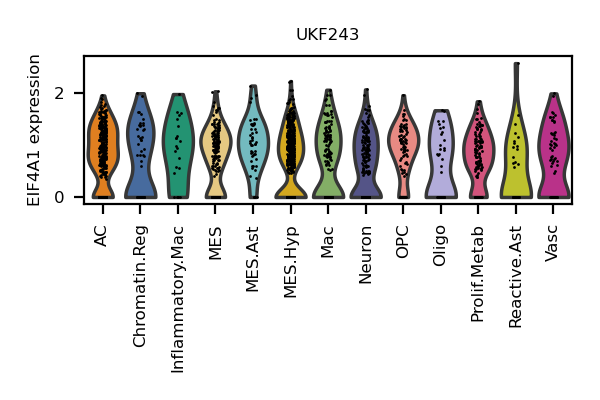 UKF243
EIF4A1 expression
2
0
AC
Chromatin.Reg
Inflammatory.Mac
MES
MES.Ast
MES.Hyp
Mac
Neuron
OPC
Oligo
Prolif.Metab
Reactive.Ast
Vasc